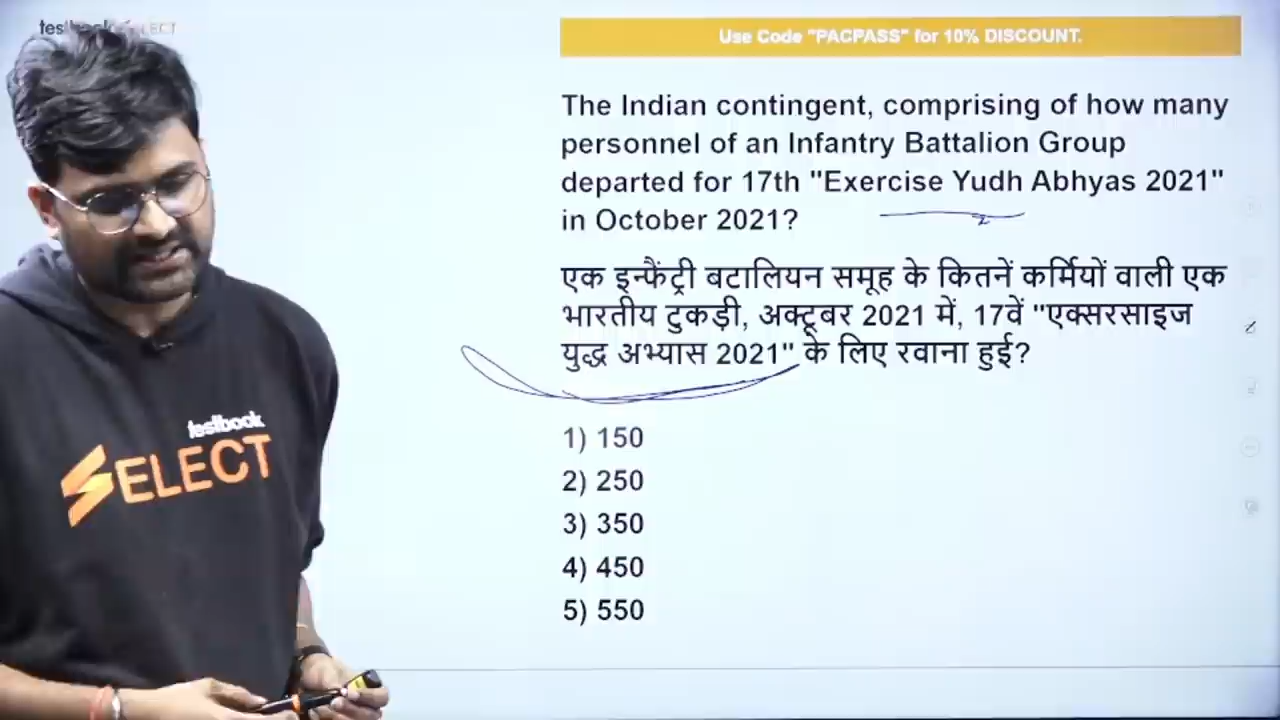 Use Code "PACPASS" for 10% DISCOUNT.
The Indian contingent, comprising of how many
personnel of an Infantry Battalion Group
departed for 17th "Exercise Yudh Abhyas 2021"
in October 2021?
एक इन्फैंट्री बटालियन समूह के कितनें कर्मियों वाली एक
भारतीय टुकड़ी, अक्टूबर 2021 में, 17वें "एक्सरसाइज
युद्ध अभ्यास 2021" के लिए रवाना हुई?
1) 150
2) 250
3) 350
4) 450
5) 550
testbook
SELECT